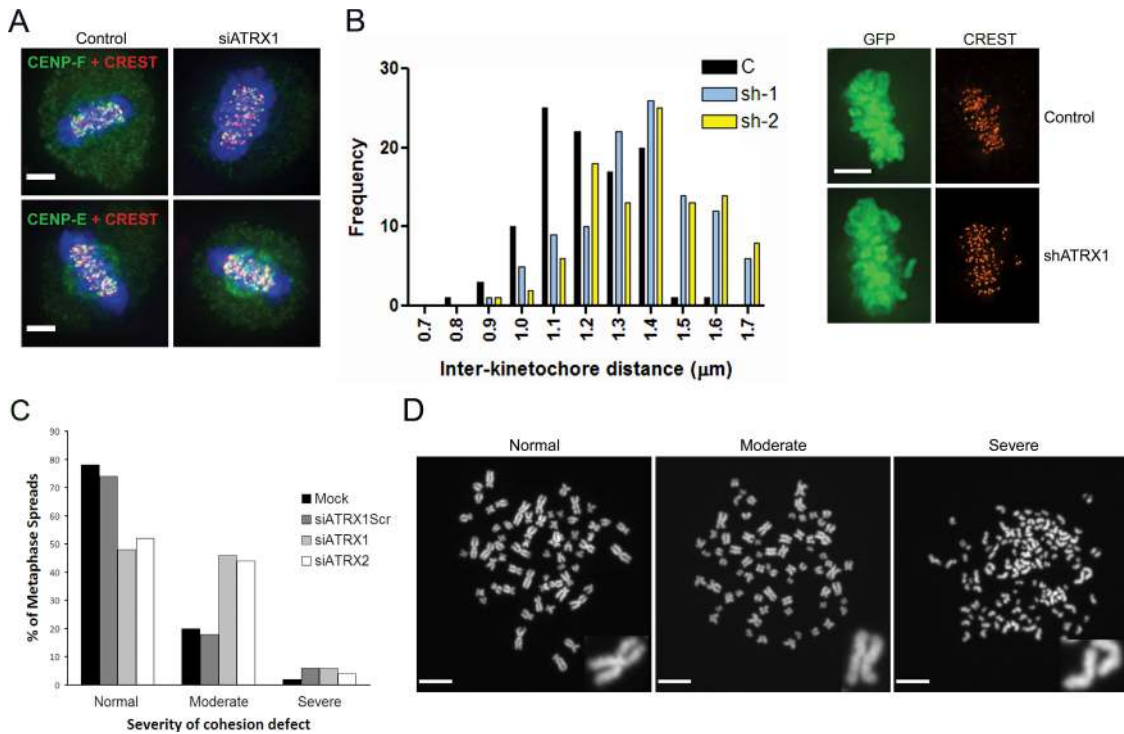 A
Control
siATRX1
CENP-F + CREST
CENP-E + CREST
B
30
20
10
0
Frequency
C
sh-1
sh-2
0.7 0.8 0.9 1.0 1.1 1.2 1.3 1.4 1.5 1.6 1.7
Inter-kinetochore distance (μm)
GFP
CREST
Control
shATRX1
C
90
80
70
60
50
40
30
20
10
0
% of Metaphase Spreads
Mock
siATRX1Scr
siATRX1
siATRX2
Normal Moderate Severe
Severity of cohesion defect
D
Normal
Moderate
Severe